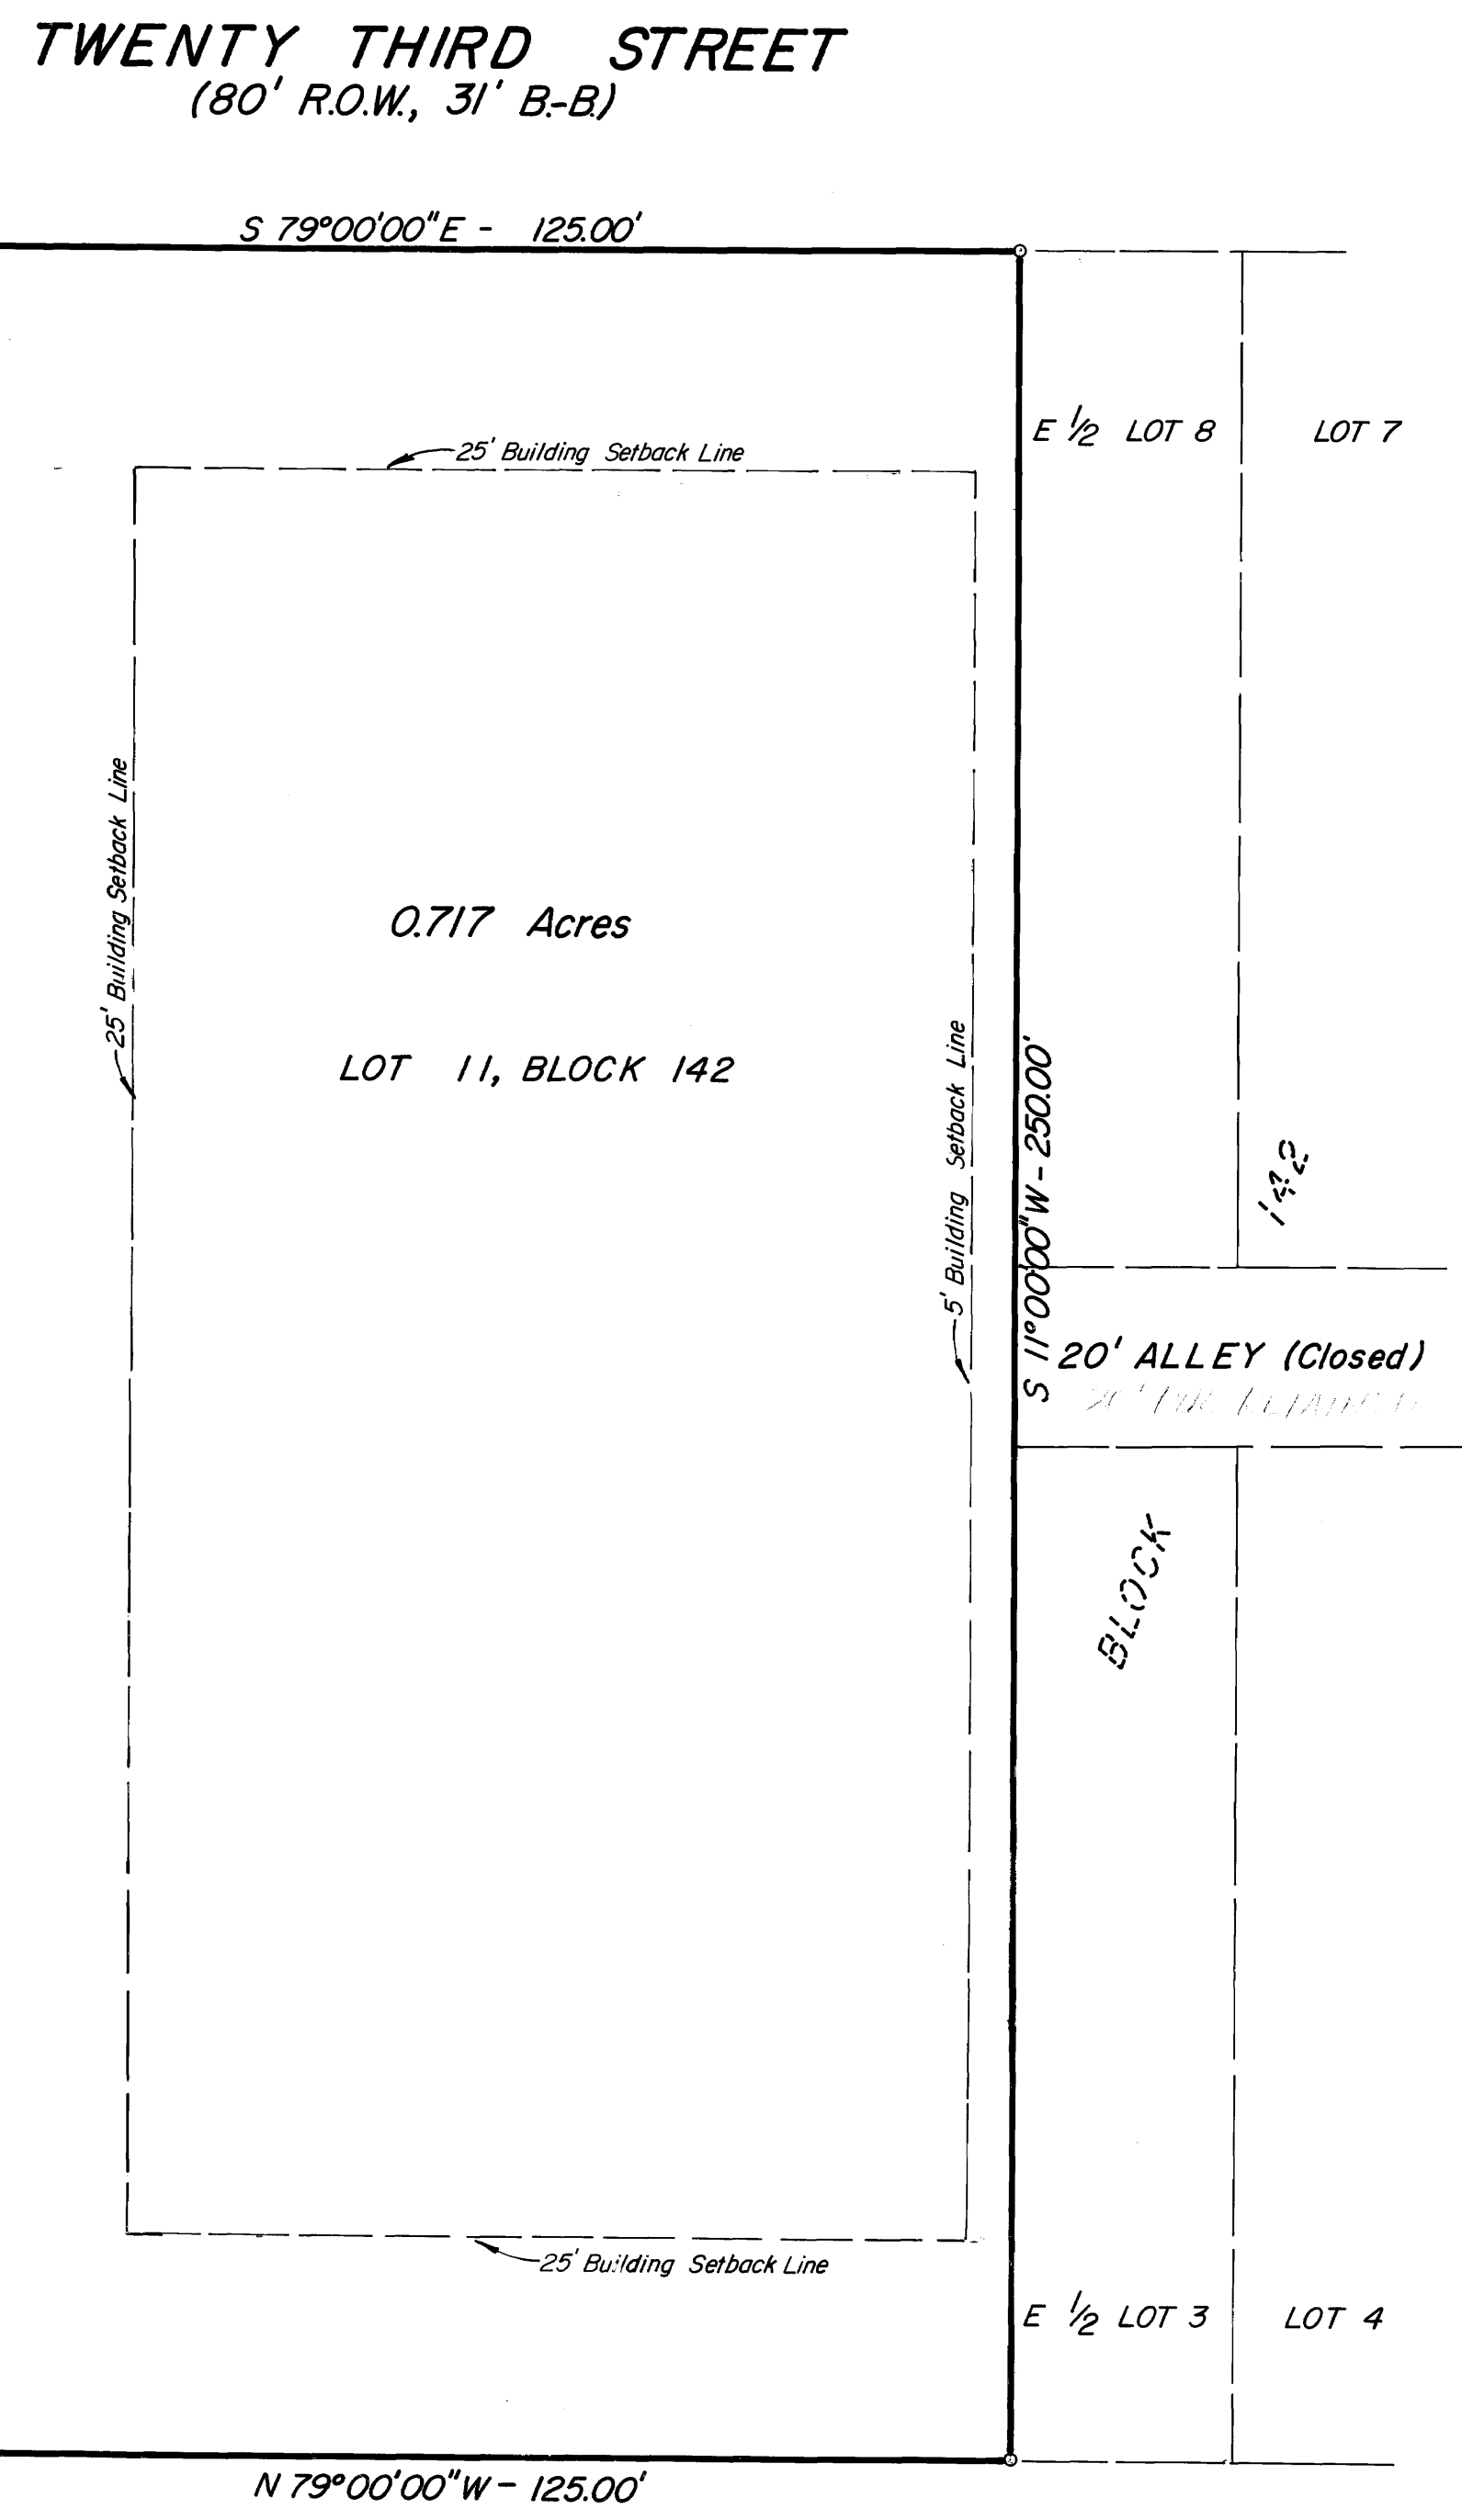 TWENTY THIRD STREET
(80' R.O.W., 31' B.-B.)
S 79°00'00"E - 125.00'
E 1/2 LOT 8
LOT 7
25' Building Setback Line
25' Building Setback Line
0.717 Acres
LOT 11, BLOCK 142
5' Building Setback Line
S 11°00'00"W - 250.00'
142
20' ALLEY (Closed)
BLOCK
25' Building Setback Line
E 1/2 LOT 3
LOT 4
N 79°00'00"W - 125.00'